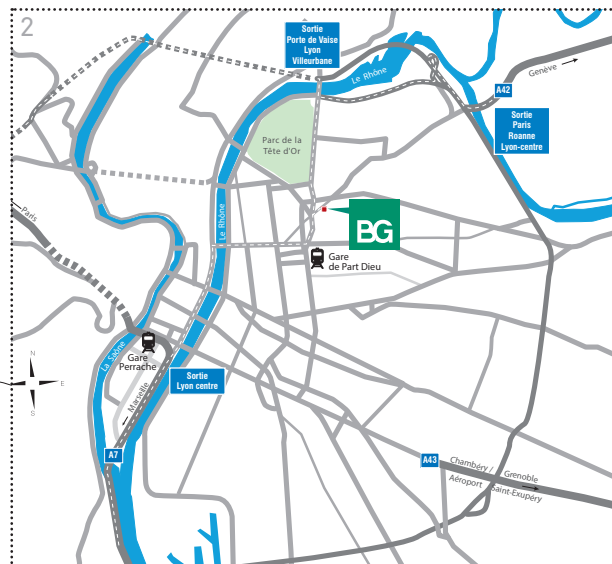 2
Sortie
Porte de Vaise
Lyon
Villeurbane
Le Rhône
Genève
A42
Sortie
Paris
Roanne
Lyon-centre
Parc de la
Tête d'Or
Paris
Le Rhône
BG
Gare
de Part Dieu
La Saône
Gare
Perrache
N
E
S
Sortie
Lyon centre
Marseille
A7
A43
Chambéry / Grenoble
Aéroport Saint-Exupéry